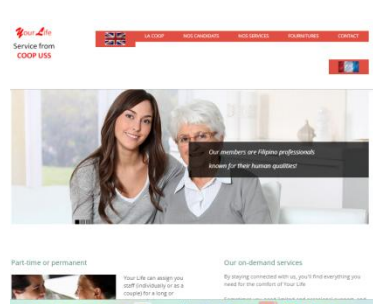 Your Life
Service from
COOP USS
LA COOP NOS CANDIDATS NOS SERVICES FOURNITURES CONTACT
Our members are Filipino professionals
known for their human qualities!
Part-time or permanent
Your Life can assign you
staff (individually or as a
couple) for a long or
Our on-demand services
By staying connected with us, you'll find everything you
need for the comfort of Your Life